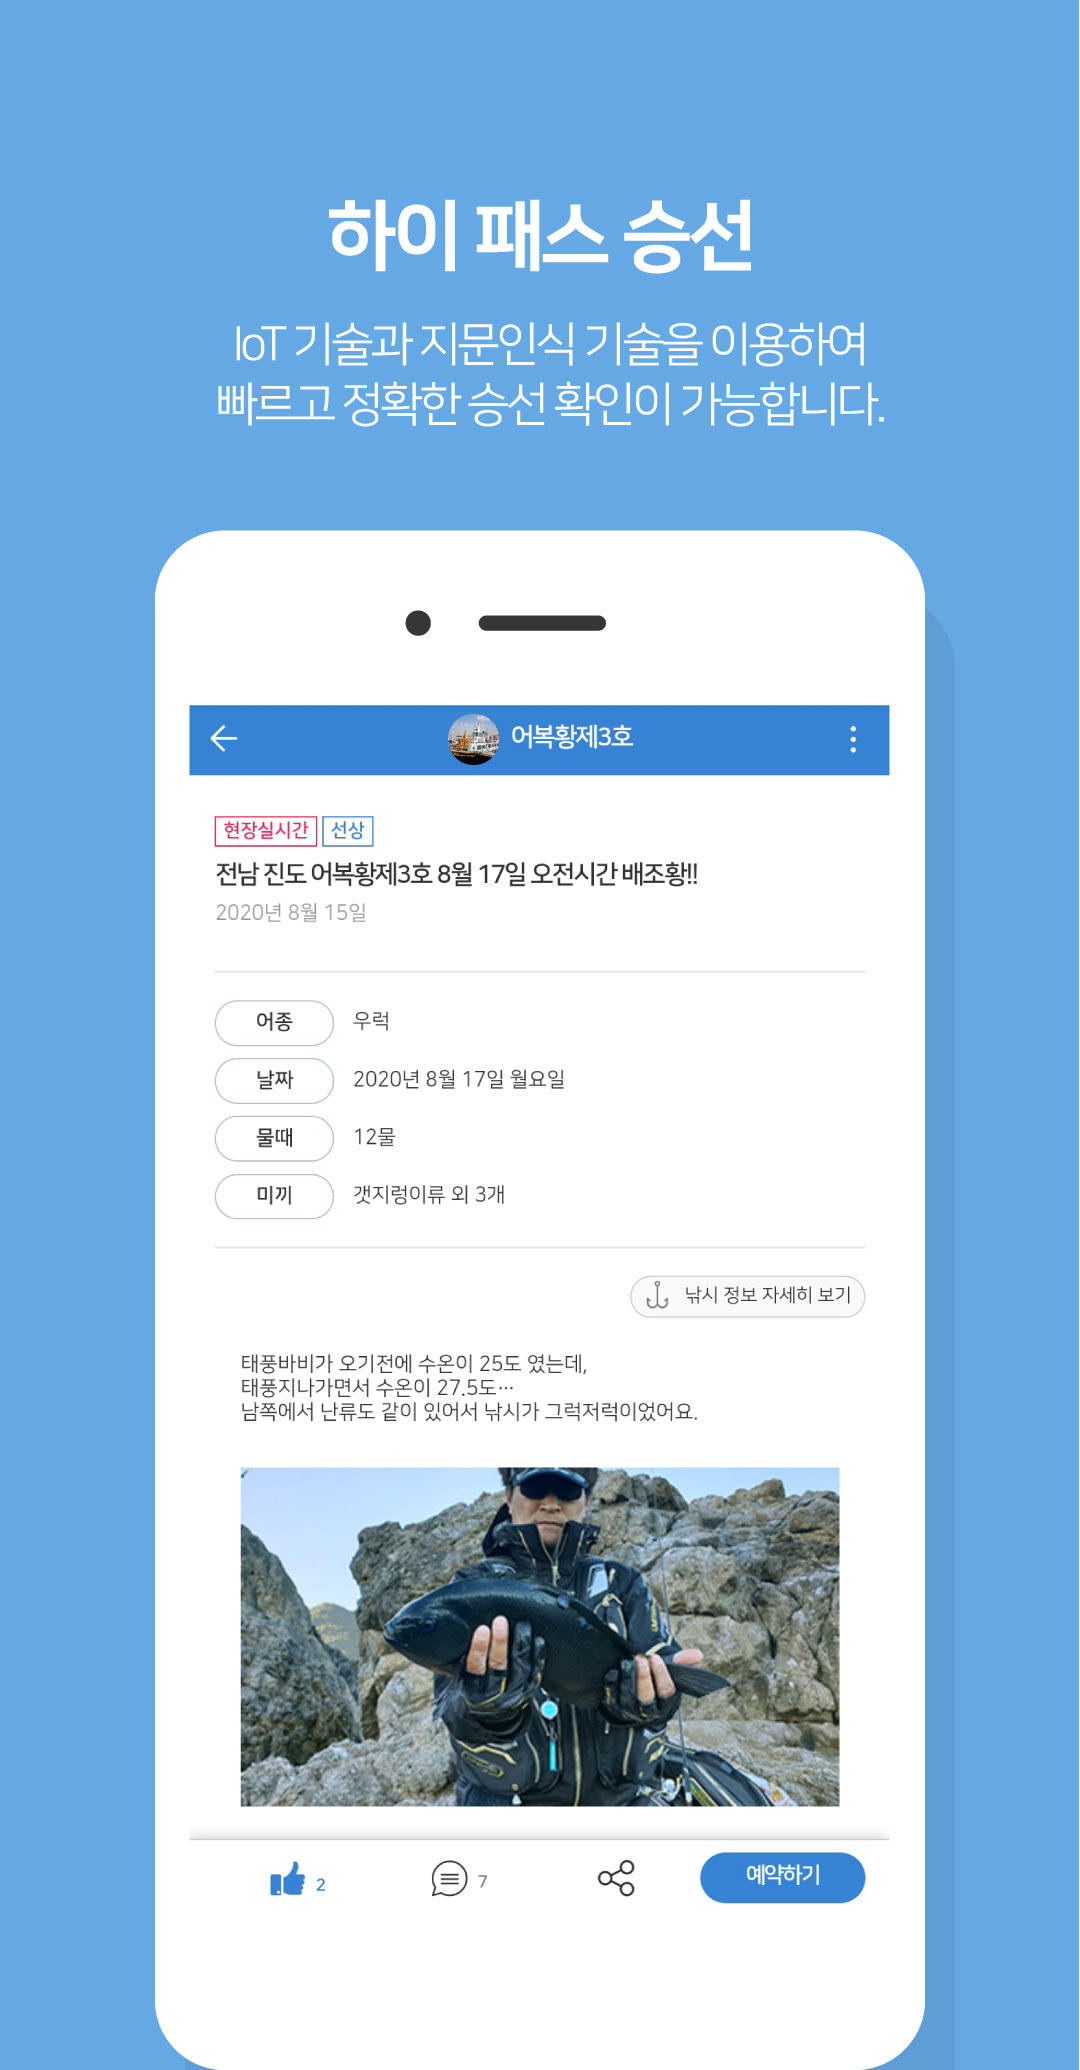 하이 패스 승선
IoT 기술과 지문인식 기술을 이용하여
빠르고 정확한 승선 확인이 가능합니다.
어복황제3호
현장실시간 선상
전남 진도 어복황제3호 8월 17일 오전시간 배조황!!
2020년 8월 15일
어종 우럭
날짜 2020년 8월 17일 월요일
물때 12물
미끼 갯지렁이류 외 3개
낚시 정보 자세히 보기
태풍바비가 오기전에 수온이 25도 였는데,
태풍지나가면서 수온이 27.5도…
남쪽에서 난류도 같이 있어서 낚시가 그럭저럭이었어요.
2 7 예약하기